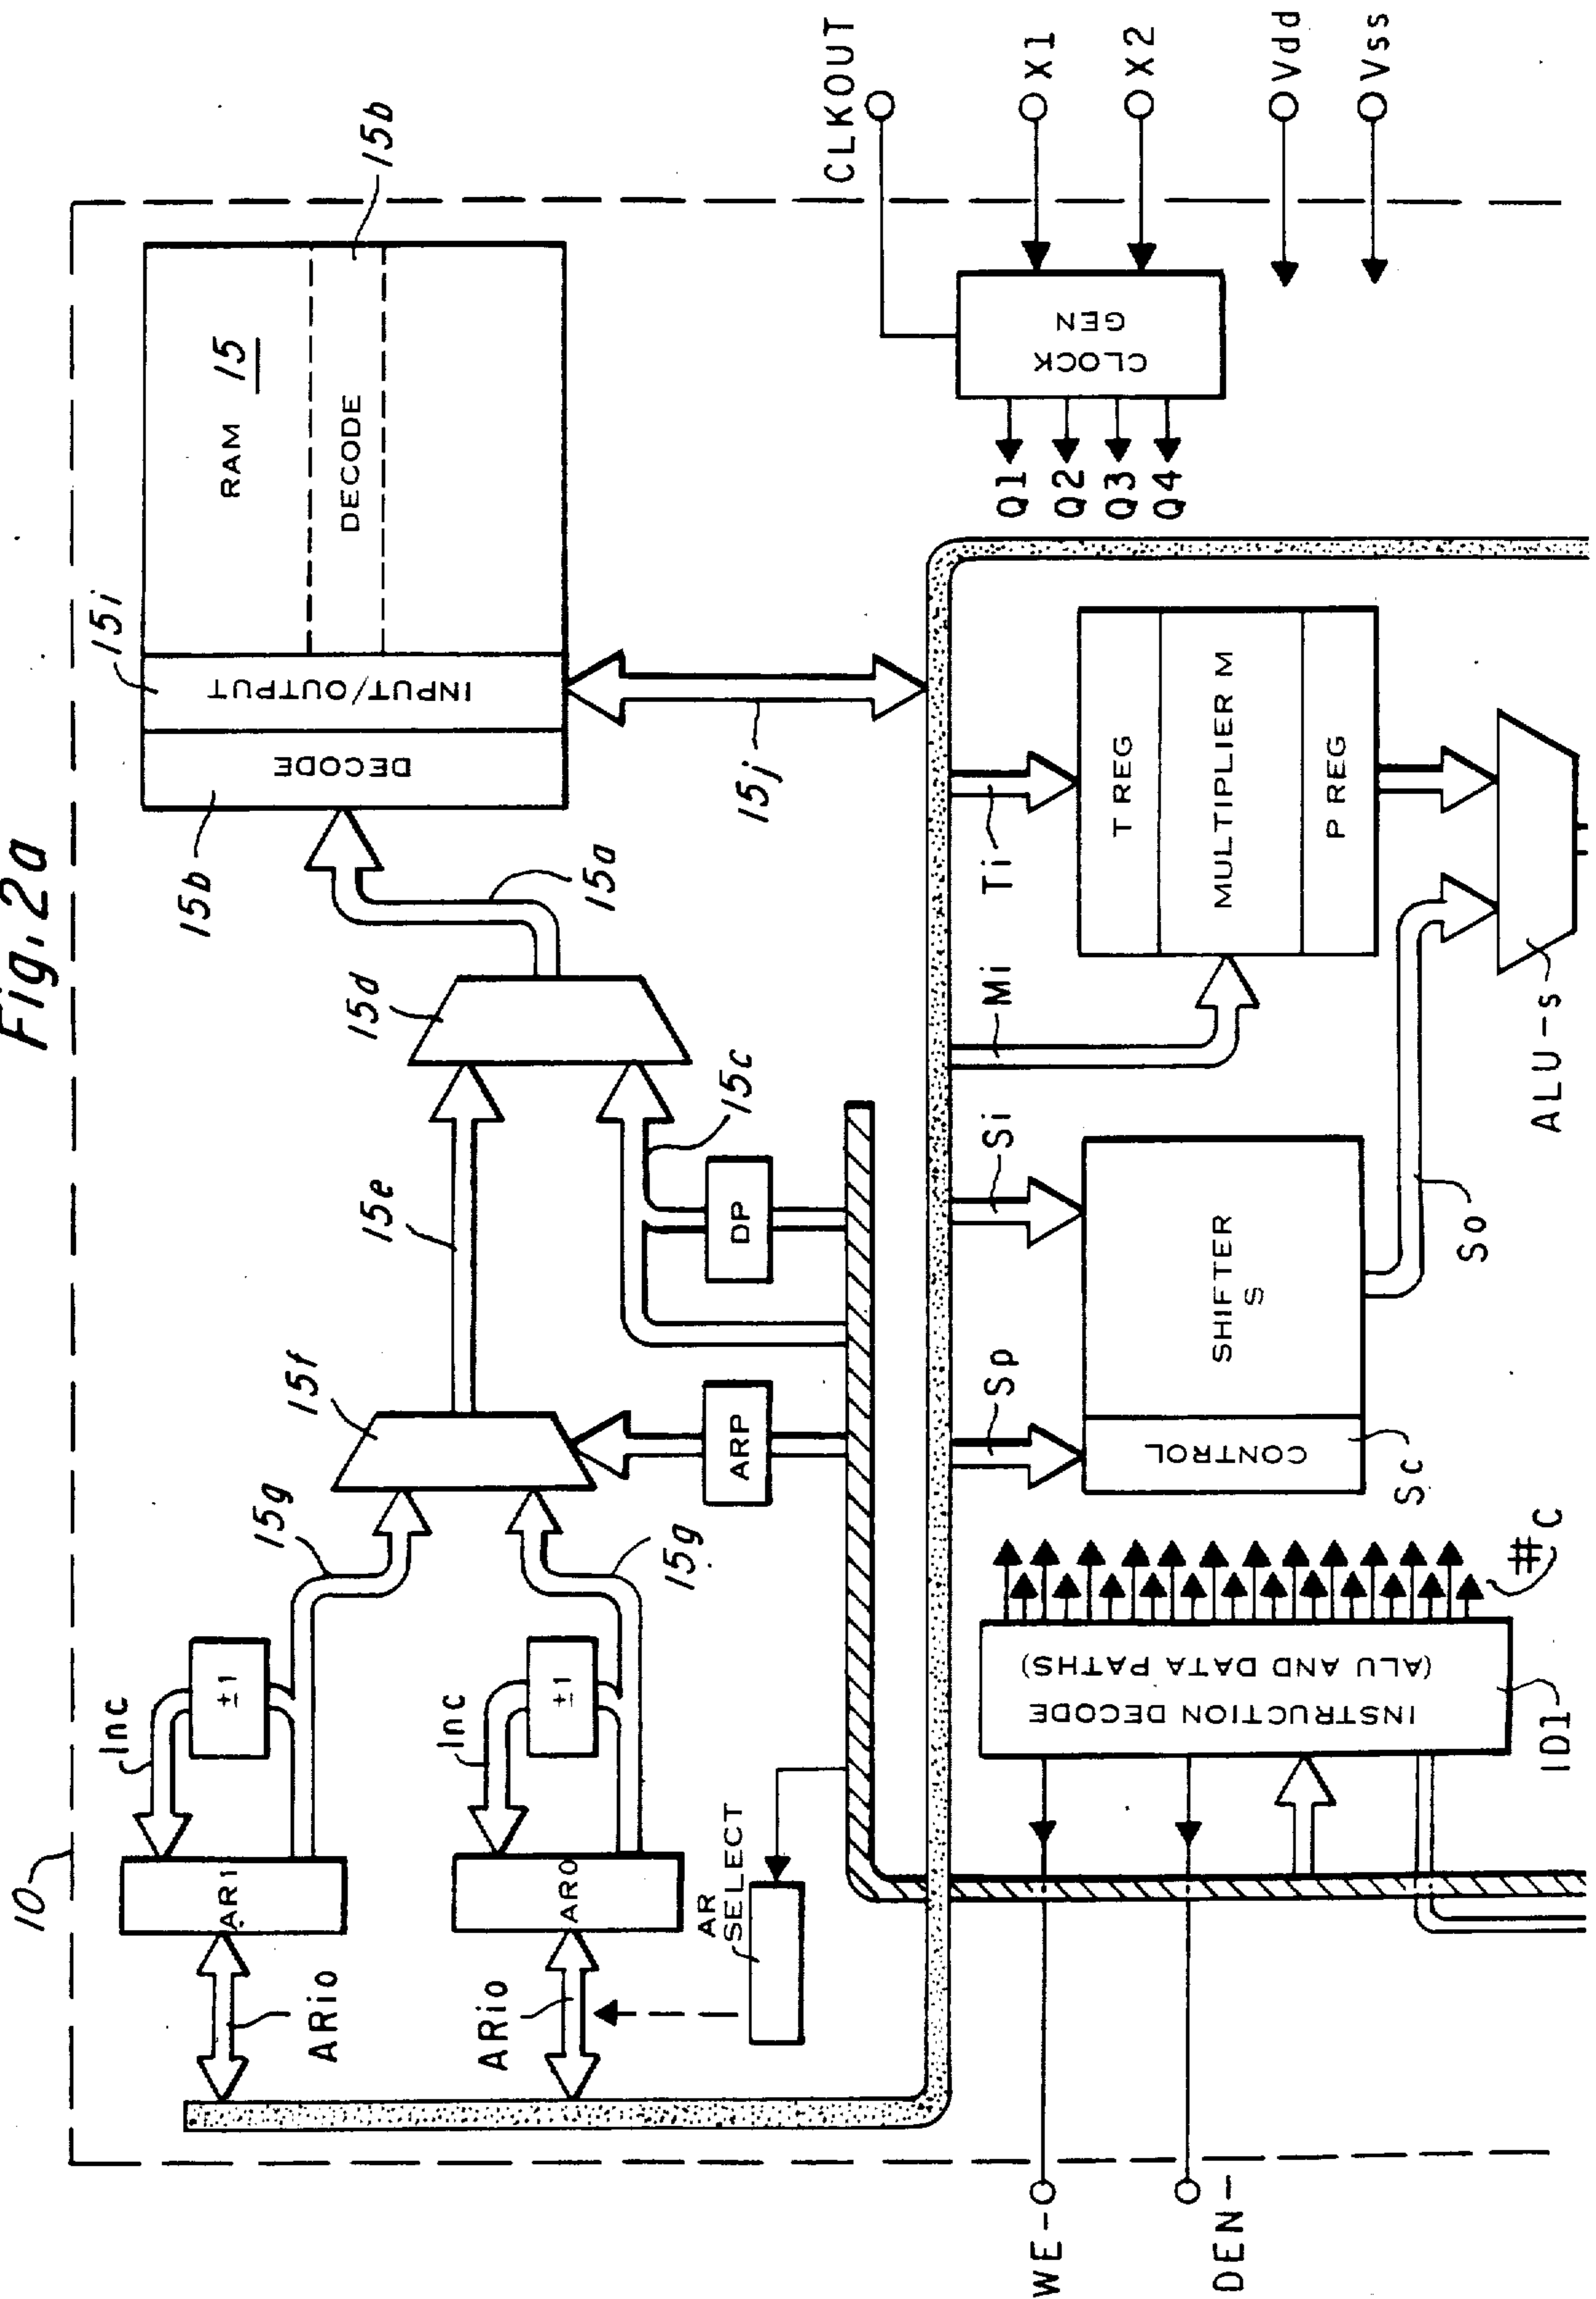 Fig. 2a
10
Inc
±1
AR1
ARio
15g
15f
15e
15d
15b
15a
DECODE
INPUT/OUTPUT
15i
RAM 15
DECODE
15b
Inc
±1
AR0
ARio
15g
AR
SELECT
ARP
DP
15c
15j
CLKOUT
X1
X2
Vdd
Vss
CLOCK
GEN
Q1
Q2
Q3
Q4
WE-
DEN-
INSTRUCTION DECODE
(ALU AND DATA PATHS)
ID1
#C
Sp
Si
Mi
Ti
CONTROL
Sc
SHIFTER
S
So
T REG
MULTIPLIER M
P REG
ALU-s